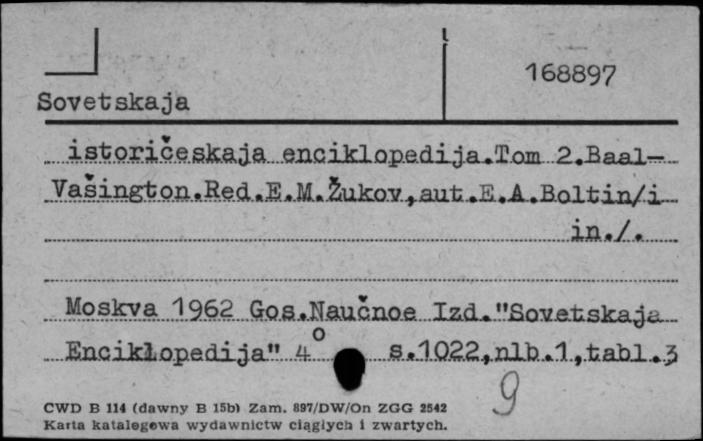 168897
Sovetskaja
istoričeskaja enciklopedija.Tom 2.Baal-
Vašington.Red.E.M.Žukov,aut.E.A.Boltin/i
in./.
Moskva 1962 Gos.Naučnoe Izd."Sovetskaja
Enciklopedija" 4° s.1022,nlb.1,tabl.3
9
CWD B 114 (dawny B 15b) Zam. 897/DW/On ZGG 2542
Karta katalogowa wydawnictw ciągłych i zwartych.